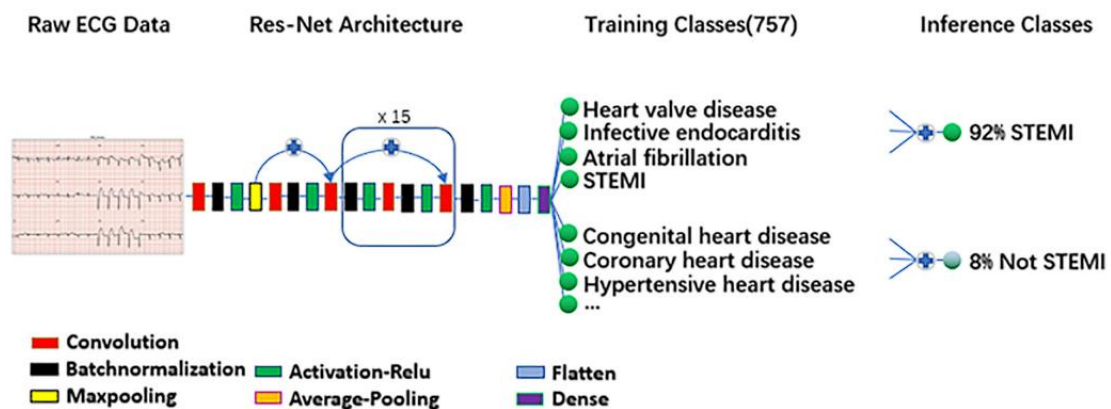 Raw ECG Data
Res-Net Architecture
Training Classes(757)
Inference Classes
x 15
Heart valve disease
Infective endocarditis
Atrial fibrillation
STEMI
Congenital heart disease
Coronary heart disease
Hypertensive heart disease
...
92% STEMI
8% Not STEMI
Convolution
Batchnormalization
Maxpooling
Activation-Relu
Average-Pooling
Flatten
Dense